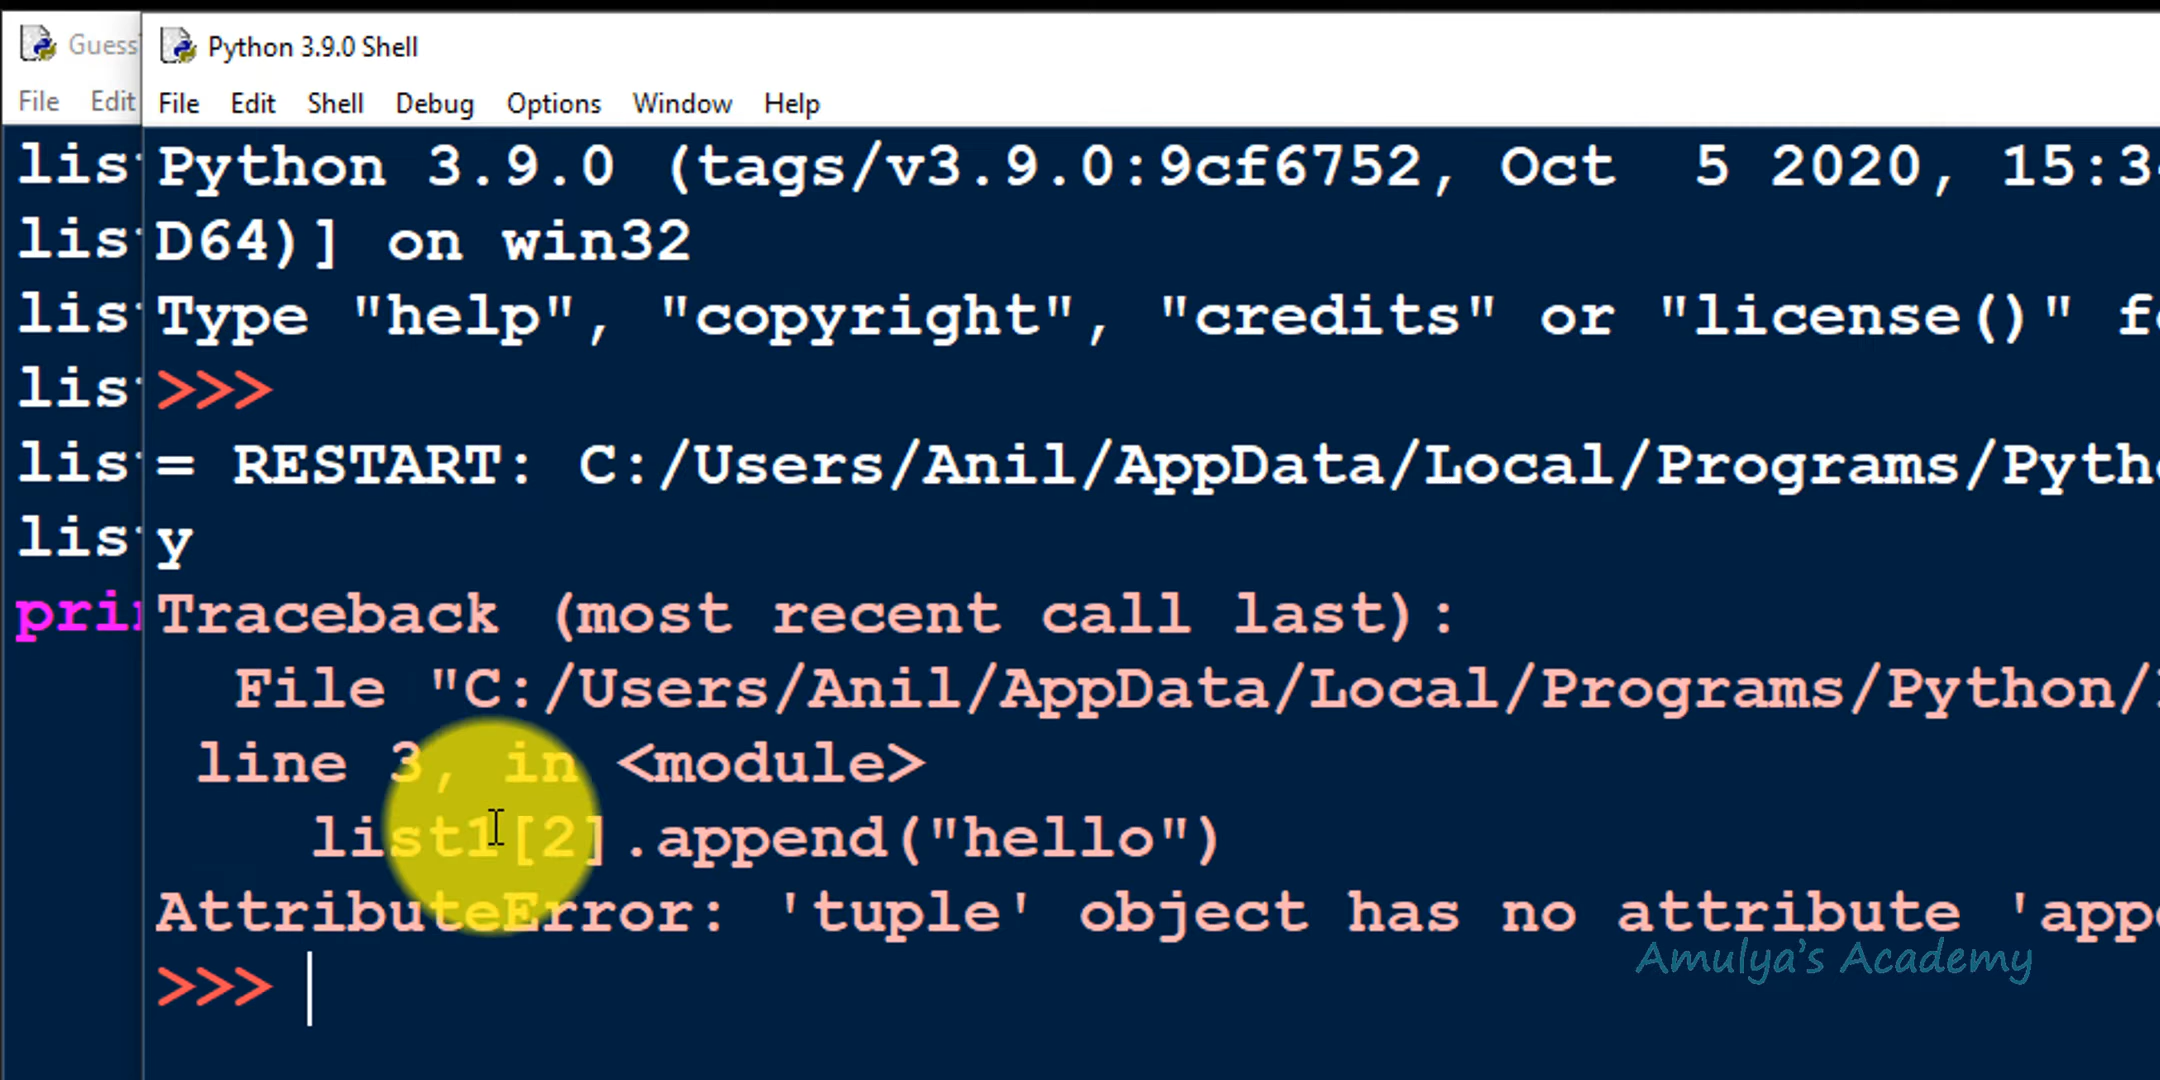 Guess
Python 3.9.0 Shell
File Edit
File Edit Shell Debug Options Window Help
lis
Python 3.9.0 (tags/v3.9.0:9cf6752, Oct 5 2020, 15:3
lis
D64)] on win32
lis
Type "help", "copyright", "credits" or "license()" f
lis
>>>
lis
= RESTART: C:/Users/Anil/AppData/Local/Programs/Pyth
lis
y
pri
Traceback (most recent call last):
File "C:/Users/Anil/AppData/Local/Programs/Python/
line 3, in <module>
list1[2].append("hello")
AttributeError: 'tuple' object has no attribute 'app
Amulya's Academy
>>>